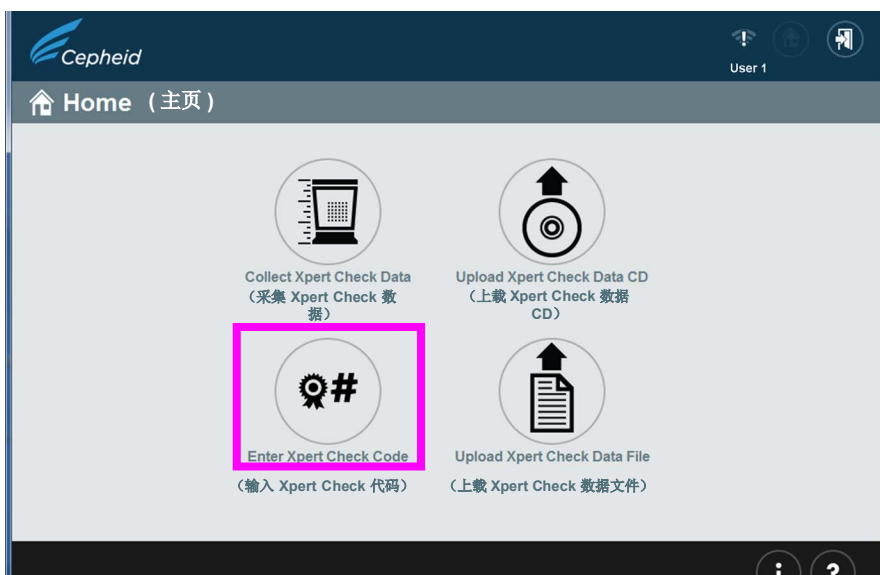 Cepheid
User 1
Home (主页)
Collect Xpert Check Data
(采集 Xpert Check 数
据)
Upload Xpert Check Data CD
(上载 Xpert Check 数据
CD)
#
Enter Xpert Check Code
(输入 Xpert Check 代码)
Upload Xpert Check Data File
(上载 Xpert Check 数据文件)
i
?